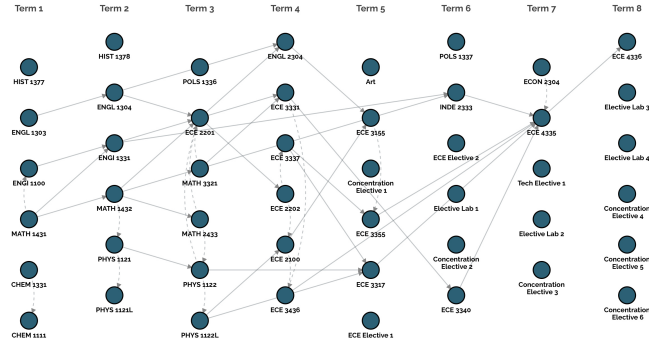 Term 1
Term 2
Term 3
Term 4
Term 5
Term 6
Term 7
Term 8
HIST 1377
ENGL 1303
ENGI 1100
MATH 1431
CHEM 1331
CHEM 1111
HIST 1378
ENGL 1304
ENGI 1331
MATH 1432
PHYS 1121
PHYS 1121L
POLS 1336
ECE 2201
MATH 3321
MATH 2433
PHYS 1122
PHYS 1122L
ENGL 2304
ECE 3331
ECE 3337
ECE 2202
ECE 2100
ECE 3436
Art
ECE 3155
Concentration
Elective 1
ECE 3355
ECE 3317
ECE Elective 1
POLS 1337
INDE 2333
ECE Elective 2
Elective Lab 1
Concentration
Elective 2
ECE 3340
ECON 2304
ECE 4335
Tech Elective 1
Elective Lab 2
Concentration
Elective 3
ECE 4336
Elective Lab 3
Elective Lab 4
Concentration
Elective 4
Concentration
Elective 5
Concentration
Elective 6